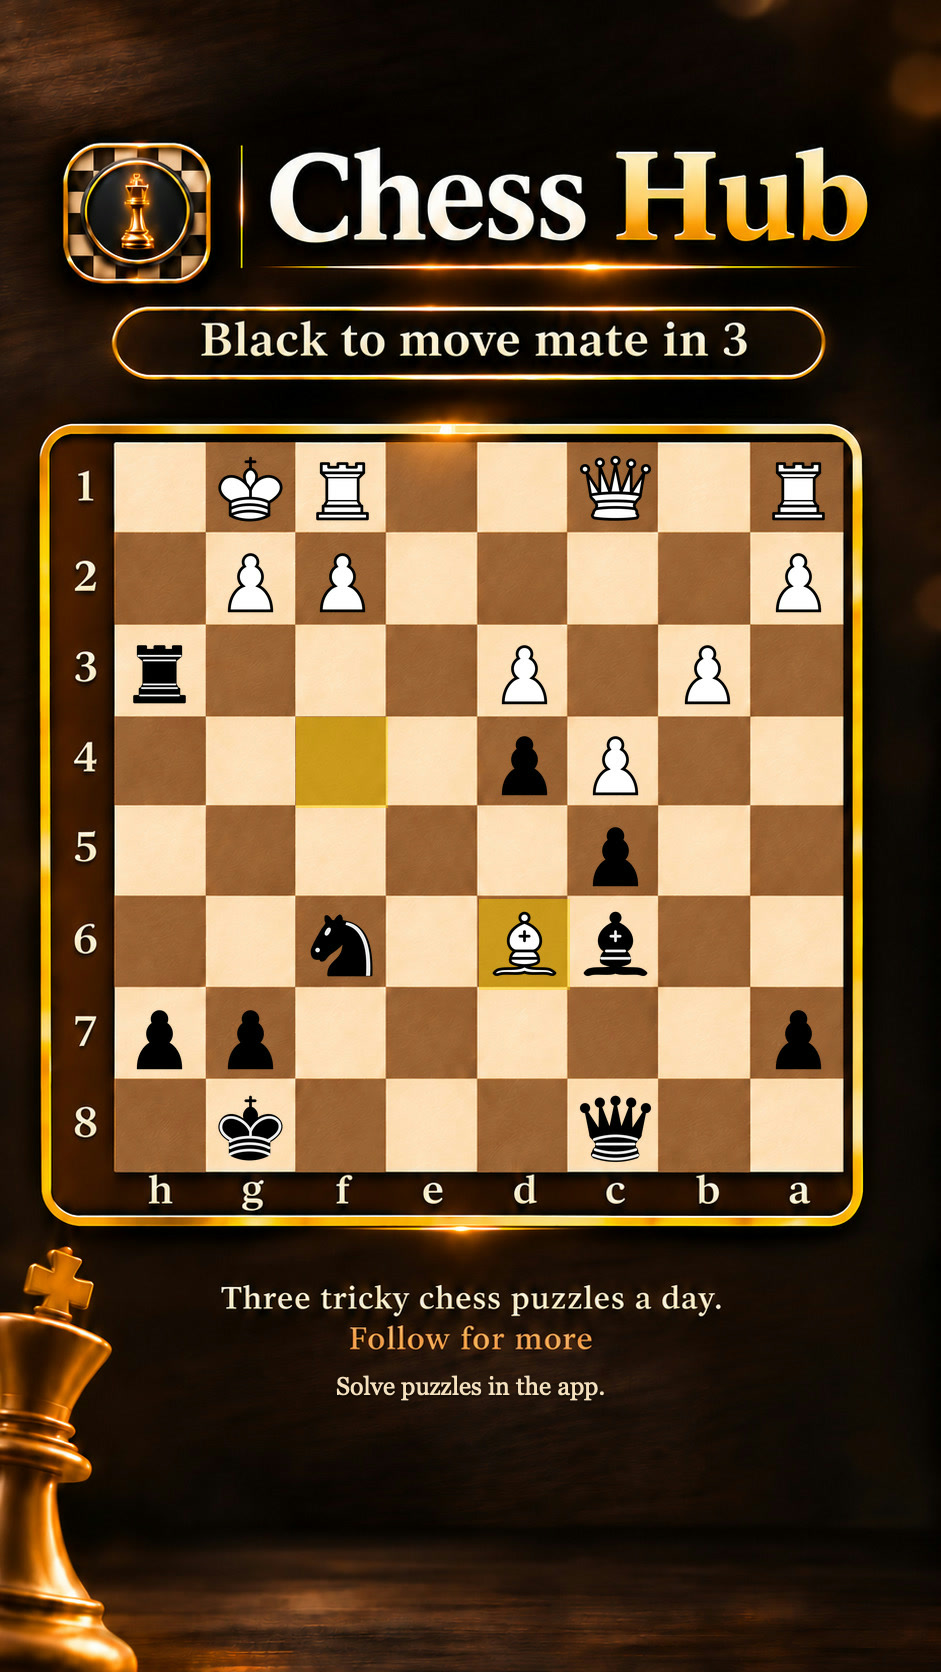 Chess Hub
Black to move mate in 3
1
2
3
4
5
6
7
8
h g f e d c b a
Three tricky chess puzzles a day.
Follow for more
Solve puzzles in the app.